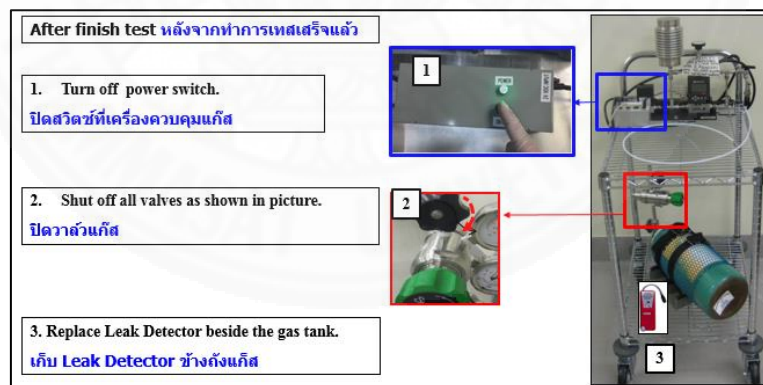 After finish test หลังจากทำการเทสเสร็จแล้ว
1. Turn off power switch.
ปิดสวิตซ์ที่เครื่องควบคุมแก๊ส
1
POWER
24 VDC INPUT
2. Shut off all valves as shown in picture.
ปิดวาล์วแก๊ส
2
3. Replace Leak Detector beside the gas tank.
เก็บ Leak Detector ข้างถังแก็ส
3